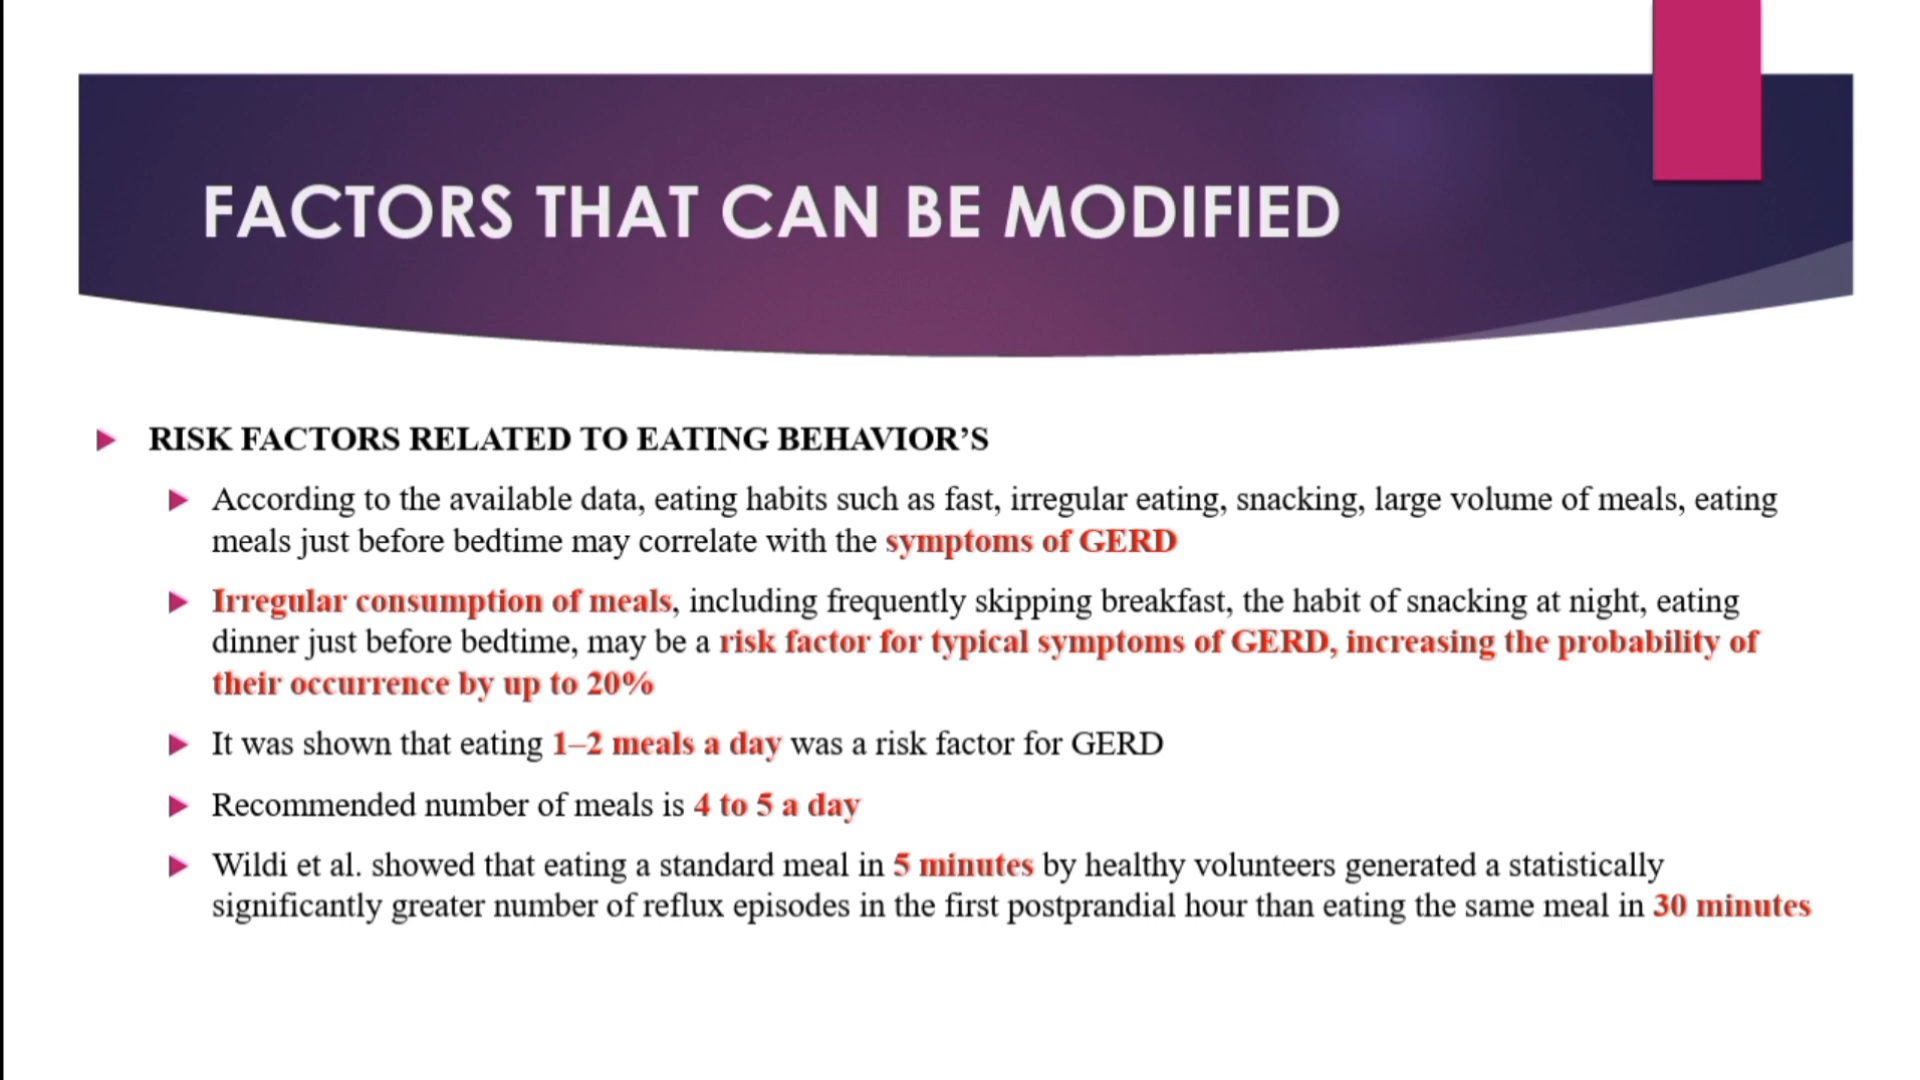 FACTORS THAT CAN BE MODIFIED
RISK FACTORS RELATED TO EATING BEHAVIOR’S
According to the available data, eating habits such as fast, irregular eating, snacking, large volume of meals, eating
meals just before bedtime may correlate with the symptoms of GERD
Irregular consumption of meals, including frequently skipping breakfast, the habit of snacking at night, eating
dinner just before bedtime, may be a risk factor for typical symptoms of GERD, increasing the probability of
their occurrence by up to 20%
It was shown that eating 1–2 meals a day was a risk factor for GERD
Recommended number of meals is 4 to 5 a day
Wildi et al. showed that eating a standard meal in 5 minutes by healthy volunteers generated a statistically
significantly greater number of reflux episodes in the first postprandial hour than eating the same meal in 30 minutes